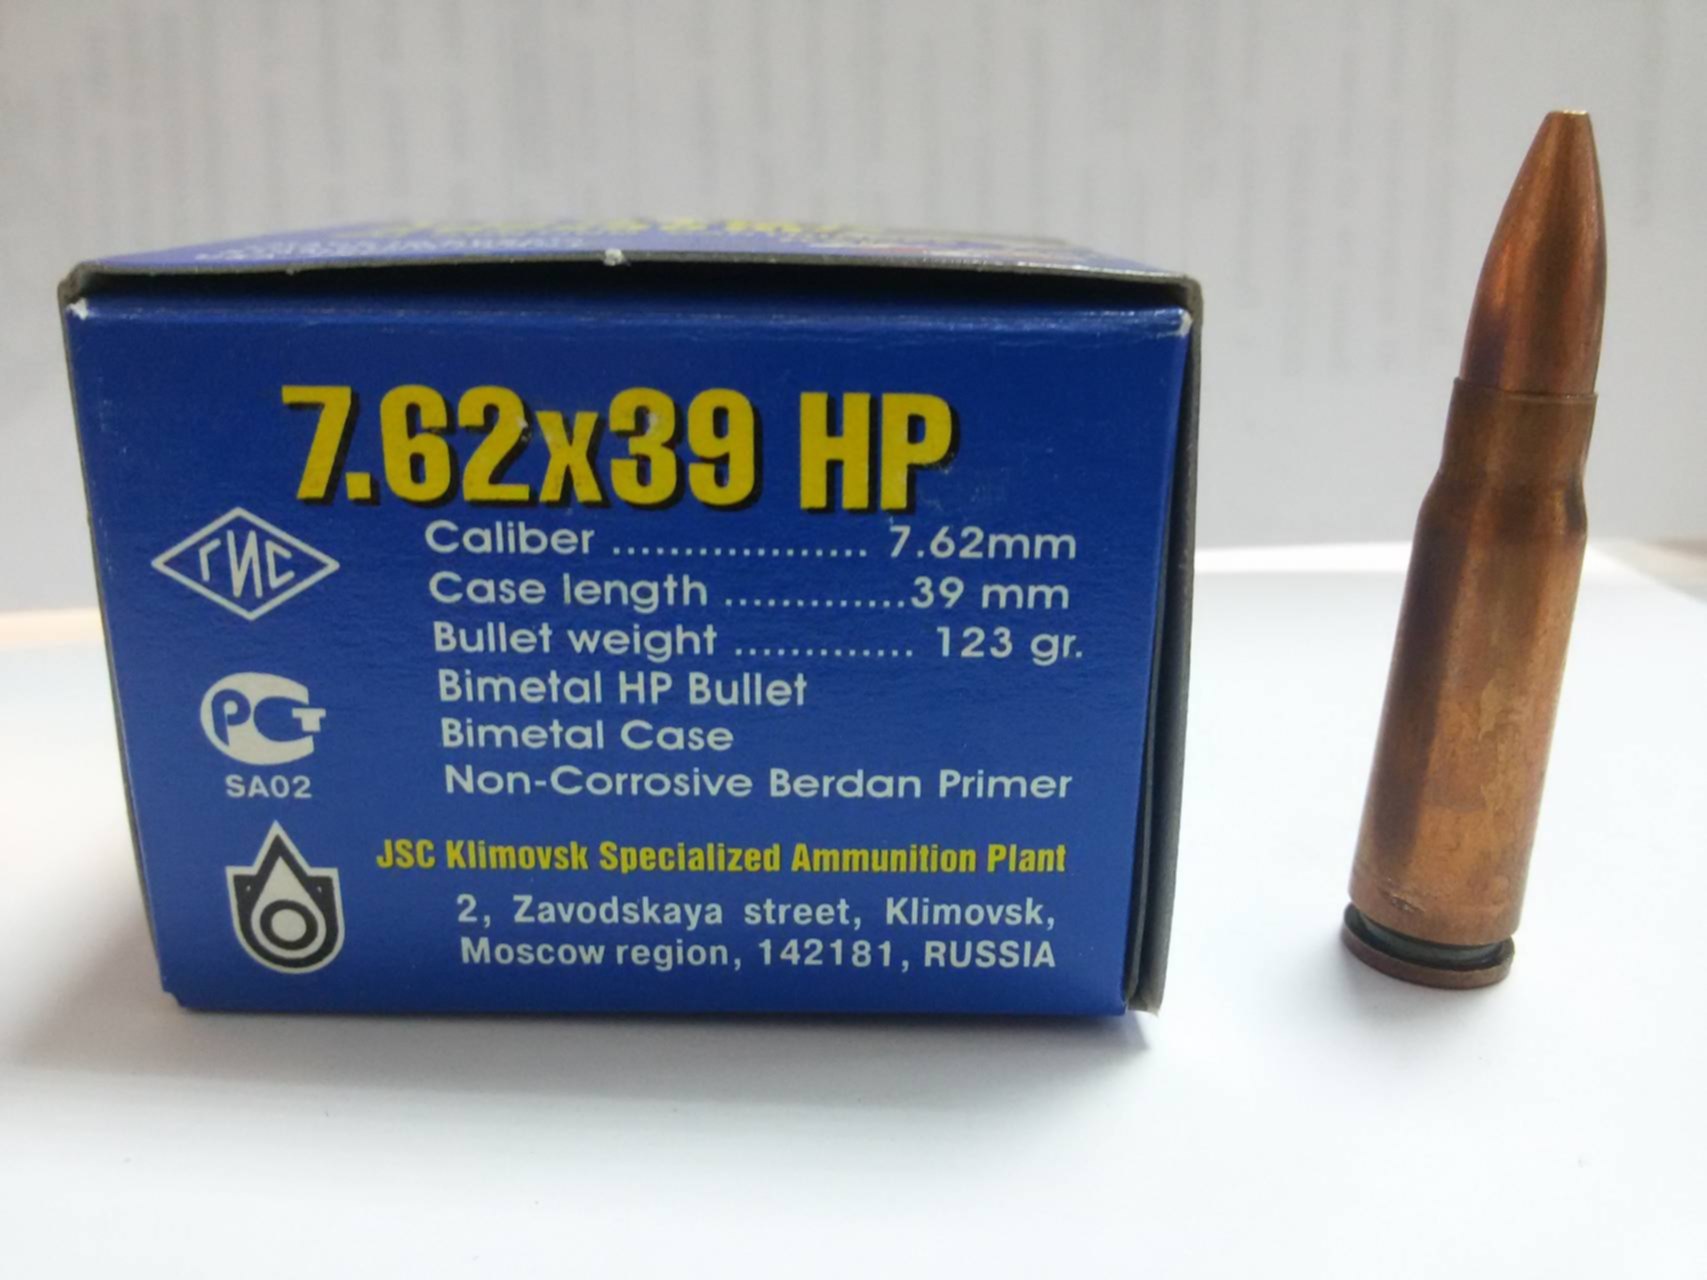 7.62x39 HP
Caliber .................. 7.62mm
Case length .............39 mm
Bullet weight ............. 123 gr.
Bimetal HP Bullet
Bimetal Case
Non-Corrosive Berdan Primer
ГИС
РСТ
SA02
JSC Klimovsk Specialized Ammunition Plant
2, Zavodskaya street, Klimovsk,
Moscow region, 142181, RUSSIA